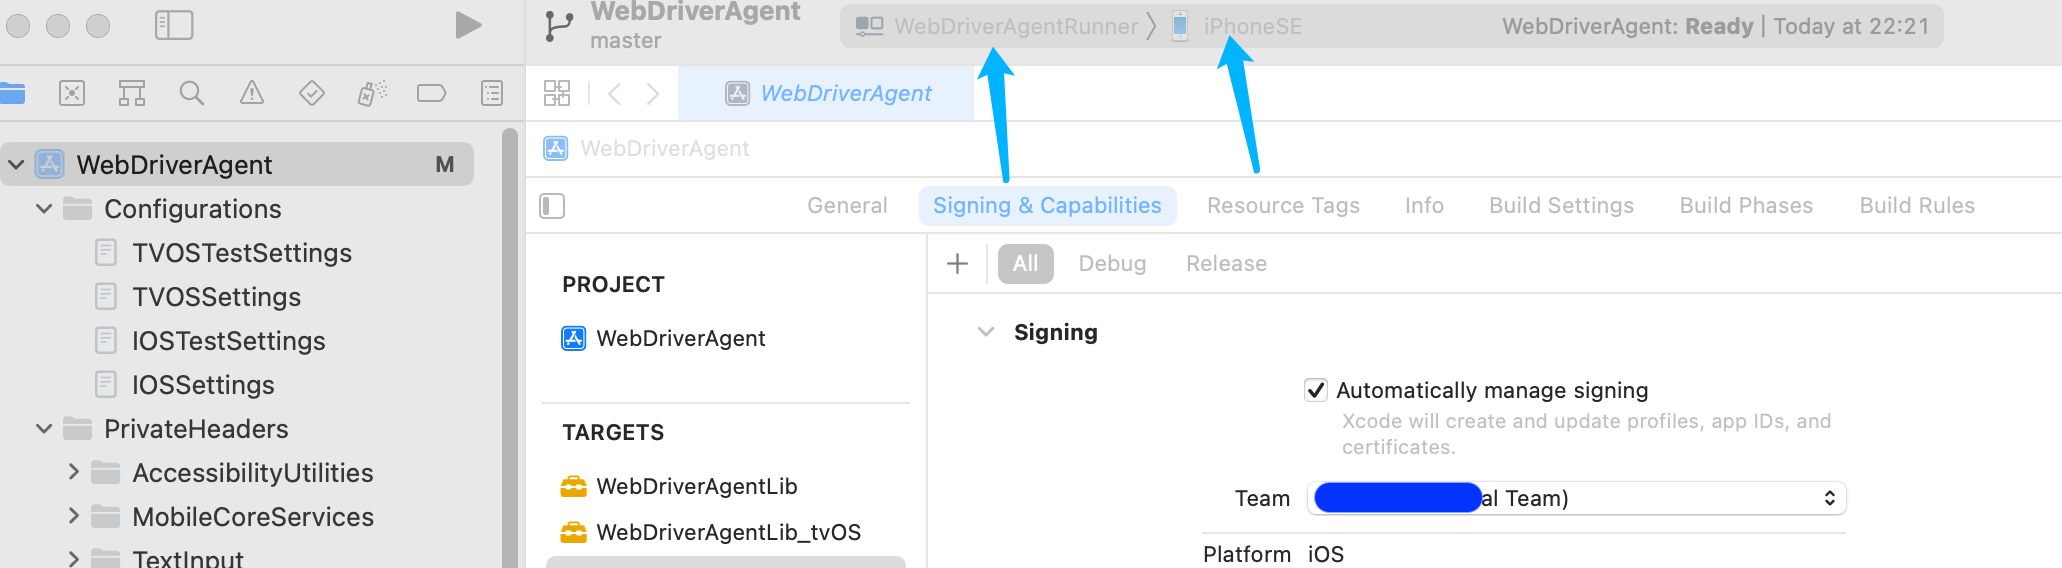 WebDriverAgent
master
WebDriverAgentRunner
iPhoneSE
WebDriverAgent: Ready | Today at 22:21
WebDriverAgent
WebDriverAgent
WebDriverAgent M
Configurations
TVOSTestSettings
TVOSSettings
IOSTestSettings
IOSSettings
PrivateHeaders
AccessibilityUtilities
MobileCoreServices
TextInput
General Signing & Capabilities Resource Tags Info Build Settings Build Phases Build Rules
PROJECT
WebDriverAgent
TARGETS
WebDriverAgentLib
WebDriverAgentLib_tvOS
+ All Debug Release
Signing
Automatically manage signing
Xcode will create and update profiles, app IDs, and
certificates.
Team al Team)
Platform iOS